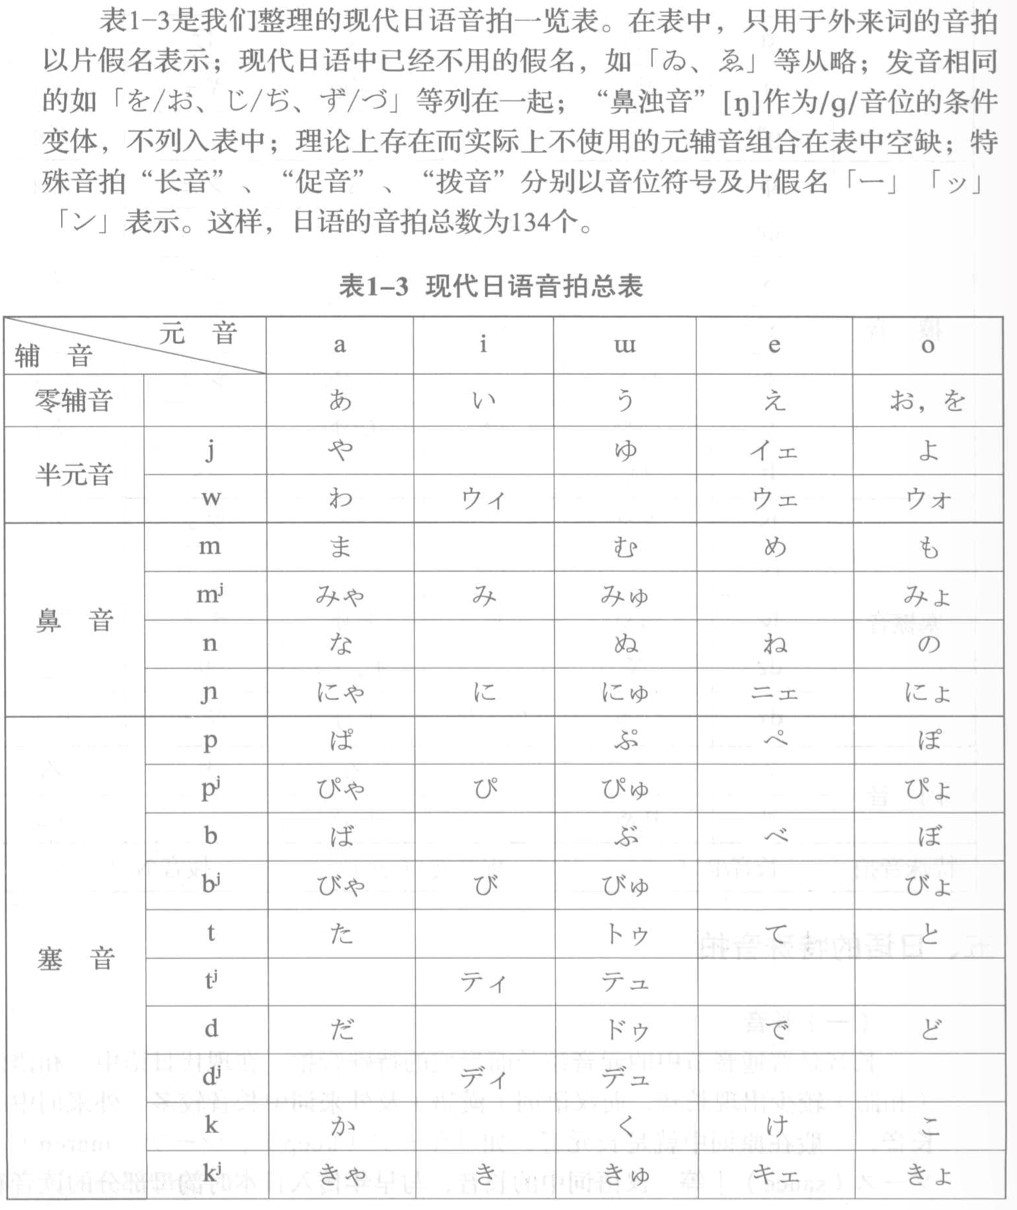 表1–3是我们整理的现代日语音拍一览表。在表中，只用于外来词的音拍
以片假名表示；现代日语中已经不用的假名，如「ゐ、ゑ」等从略；发音相同
的如「を/お、じ/ぢ、ず/づ」等列在一起；“鼻浊音”[ŋ]作为/g/音位的条件
变体，不列入表中；理论上存在而实际上不使用的元辅音组合在表中空缺；特
殊音拍“长音”、“促音”、“拨音”分别以音位符号及片假名「ー」「ッ」
「ン」表示。这样，日语的音拍总数为134个。
表1–3 现代日语音拍总表
元 音
辅 音 a i ɯ e o
零辅音 あ い う え お，を
半元音
j や ゆ イェ よ
w わ ウィ ウェ ウォ
鼻 音
m ま む め も
mʲ みゃ み みゅ みょ
n な ぬ ね の
ɲ にゃ に にゅ ニェ にょ
塞 音
p ぱ ぷ ぺ ぽ
pʲ ぴゃ ぴ ぴゅ ぴょ
b ば ぶ べ ぼ
bʲ びゃ び びゅ びょ
t た トゥ て と
tʲ ティ テュ
d だ ドゥ で ど
dʲ ディ デュ
k か く け こ
kʲ きゃ き きゅ キェ きょ